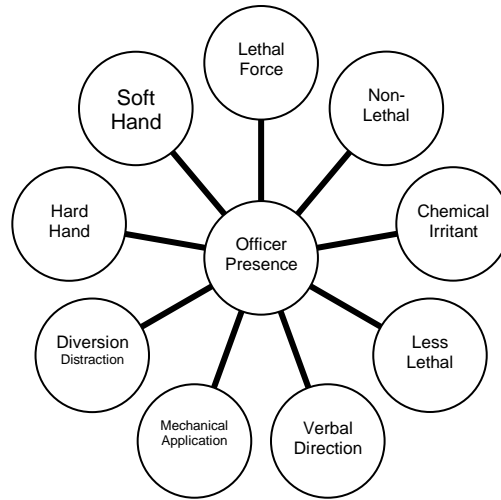 Lethal
Force
Non-
Lethal
Chemical
Irritant
Less
Lethal
Verbal
Direction
Mechanical
Application
Diversion
Distraction
Hard
Hand
Soft
Hand
Officer
Presence